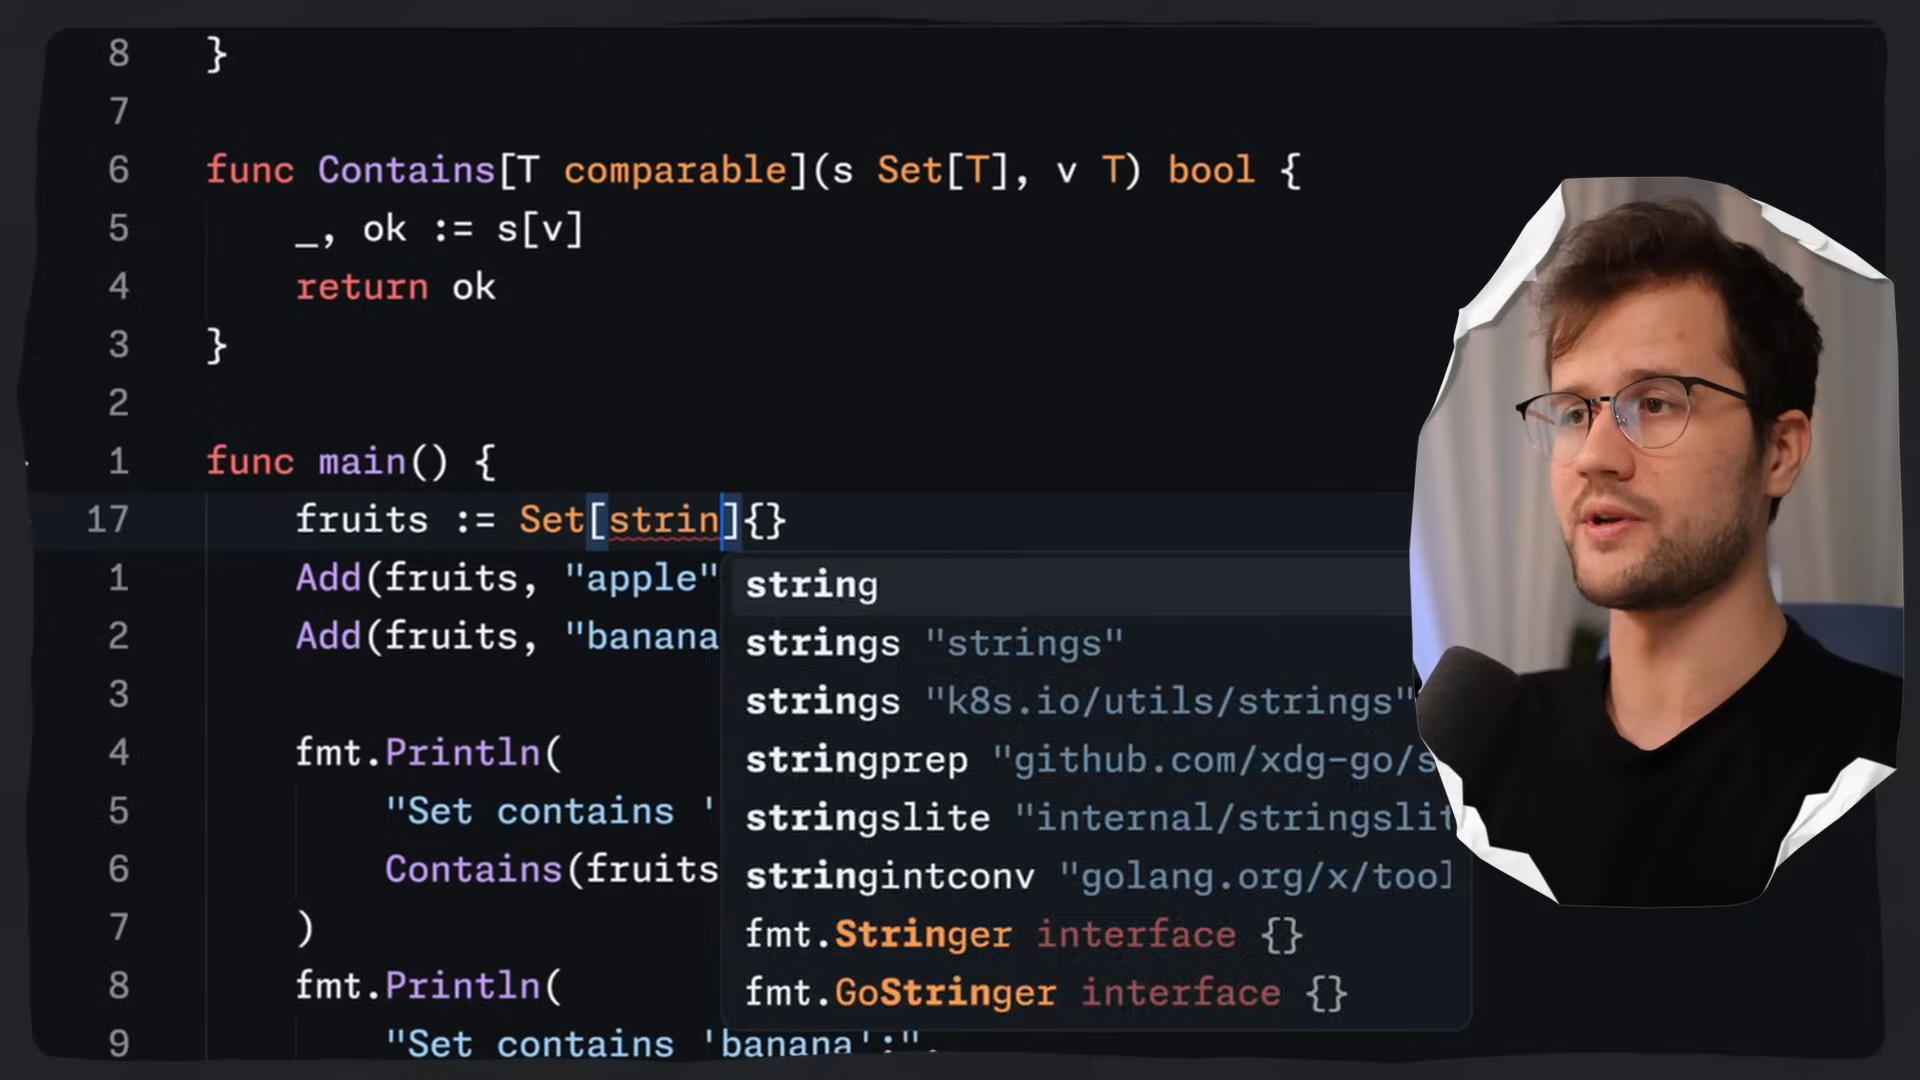 8 }
7
6 func Contains[T comparable](s Set[T], v T) bool {
5 _, ok := s[v]
4 return ok
3 }
2
1 func main() {
17 fruits := Set[strin]{}
1 Add(fruits, "apple"
string
2 Add(fruits, "banana
strings "strings"
3
strings "k8s.io/utils/strings"
4 fmt.Println(
stringprep "github.com/xdg-go/s
5 "Set contains '
stringslite "internal/stringslit
6 Contains(fruits
stringintconv "golang.org/x/tool
7 )
fmt.Stringer interface {}
8 fmt.Println(
fmt.GoStringer interface {}
9 "Set contains 'banana':",